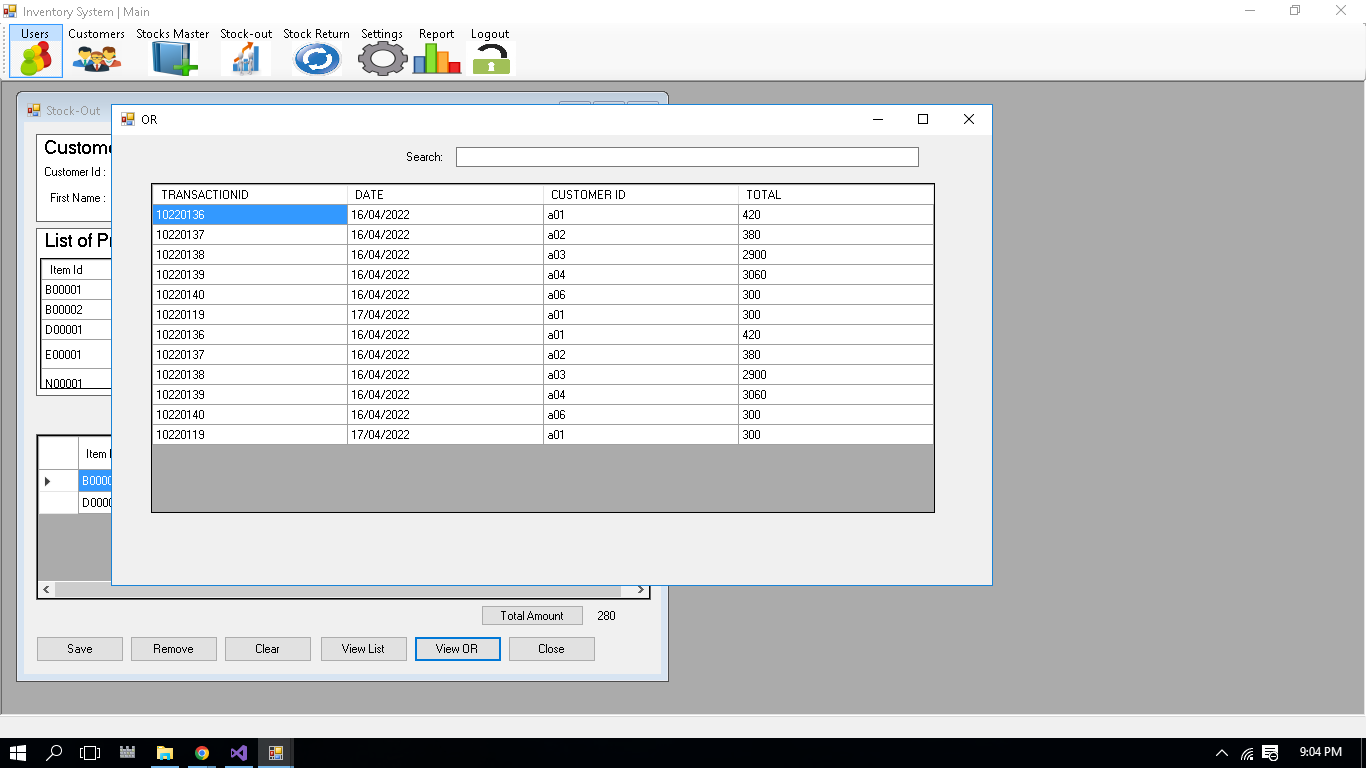 Inventory System | Main
Users Customers Stocks Master Stock-out Stock Return Settings Report Logout
Stock-Out
OR
Custome
Customer Id :
First Name :
Search:
List of Pr
Item Id
B00001
B00002
D00001
E00001
N00001
TRANSACTIONID DATE CUSTOMER ID TOTAL
10220136 16/04/2022 a01 420
10220137 16/04/2022 a02 380
10220138 16/04/2022 a03 2900
10220139 16/04/2022 a04 3060
10220140 16/04/2022 a06 300
10220119 17/04/2022 a01 300
10220136 16/04/2022 a01 420
10220137 16/04/2022 a02 380
10220138 16/04/2022 a03 2900
10220139 16/04/2022 a04 3060
10220140 16/04/2022 a06 300
10220119 17/04/2022 a01 300
Item I
B0000
D0000
Total Amount 280
Save Remove Clear View List View OR Close
9:04 PM